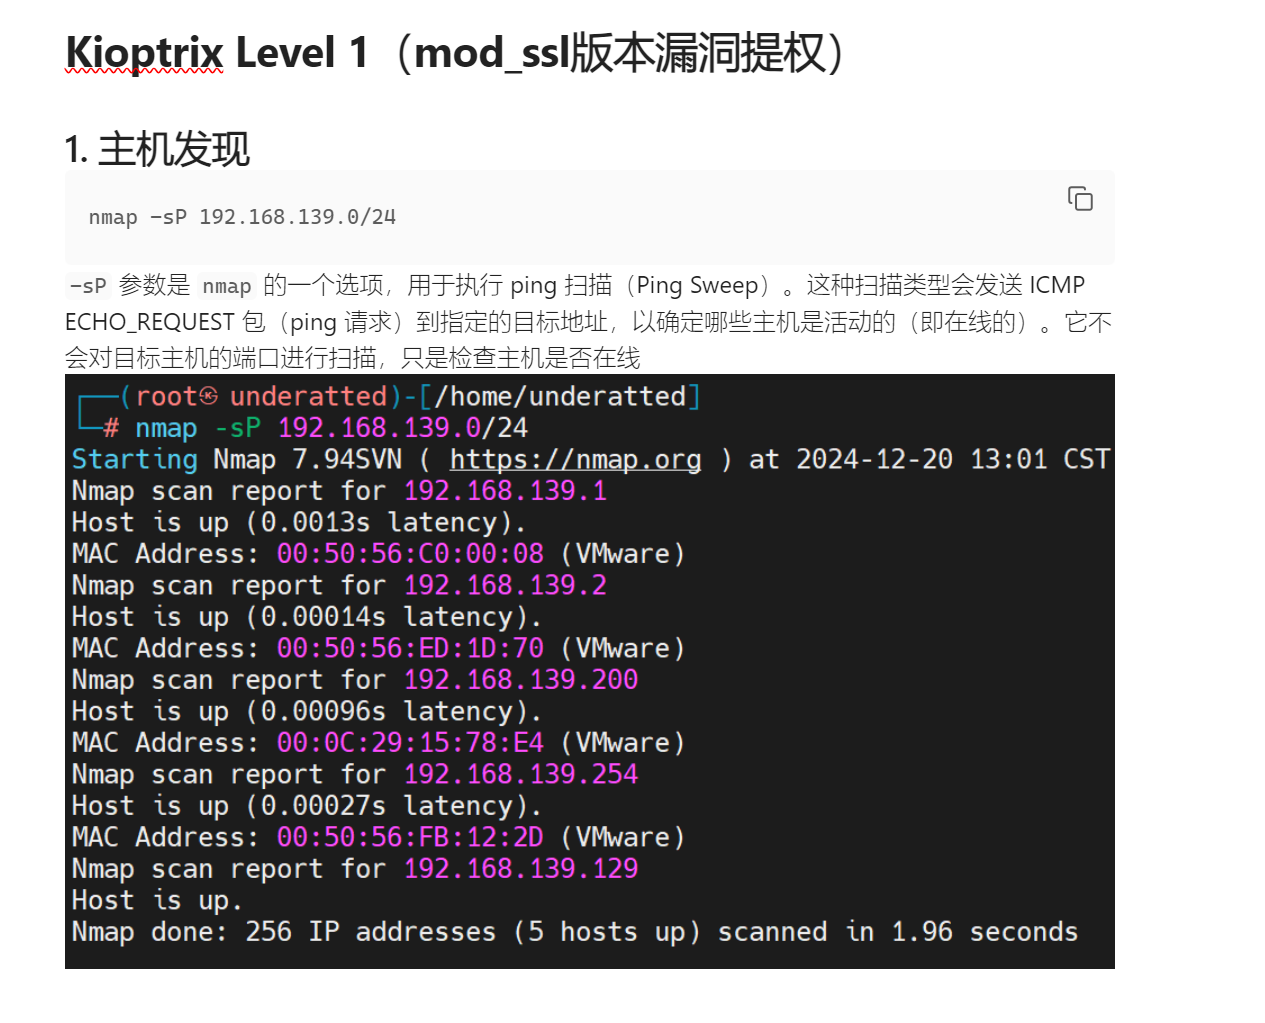 Kioptrix Level 1（mod_ssl版本漏洞提权）
1. 主机发现
nmap -sP 192.168.139.0/24
-sP 参数是 nmap 的一个选项，用于执行 ping 扫描（Ping Sweep）。这种扫描类型会发送 ICMP
ECHO_REQUEST 包（ping 请求）到指定的目标地址，以确定哪些主机是活动的（即在线的）。它不
会对目标主机的端口进行扫描，只是检查主机是否在线
┌──(root㉿ underatted)-[/home/underatted]
└─# nmap -sP 192.168.139.0/24
Starting Nmap 7.94SVN ( https://nmap.org ) at 2024-12-20 13:01 CST
Nmap scan report for 192.168.139.1
Host is up (0.0013s latency).
MAC Address: 00:50:56:C0:00:08 (VMware)
Nmap scan report for 192.168.139.2
Host is up (0.00014s latency).
MAC Address: 00:50:56:ED:1D:70 (VMware)
Nmap scan report for 192.168.139.200
Host is up (0.00096s latency).
MAC Address: 00:0C:29:15:78:E4 (VMware)
Nmap scan report for 192.168.139.254
Host is up (0.00027s latency).
MAC Address: 00:50:56:FB:12:2D (VMware)
Nmap scan report for 192.168.139.129
Host is up.
Nmap done: 256 IP addresses (5 hosts up) scanned in 1.96 seconds